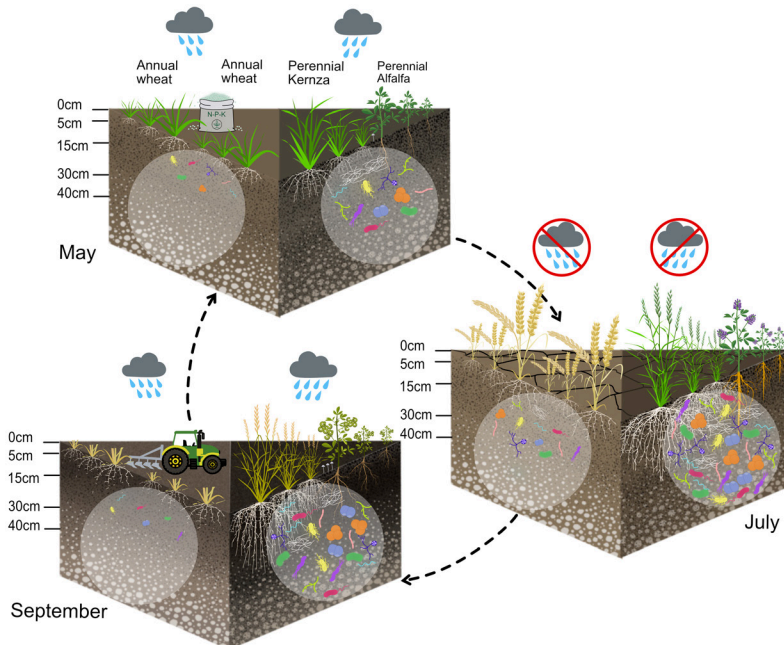 Annual
wheat
Annual
wheat
Perennial
Kernza
Perennial
Alfalfa
0cm
5cm
15cm
30cm
40cm
N-P-K
May
0cm
5cm
15cm
30cm
40cm
July
0cm
5cm
15cm
30cm
40cm
September